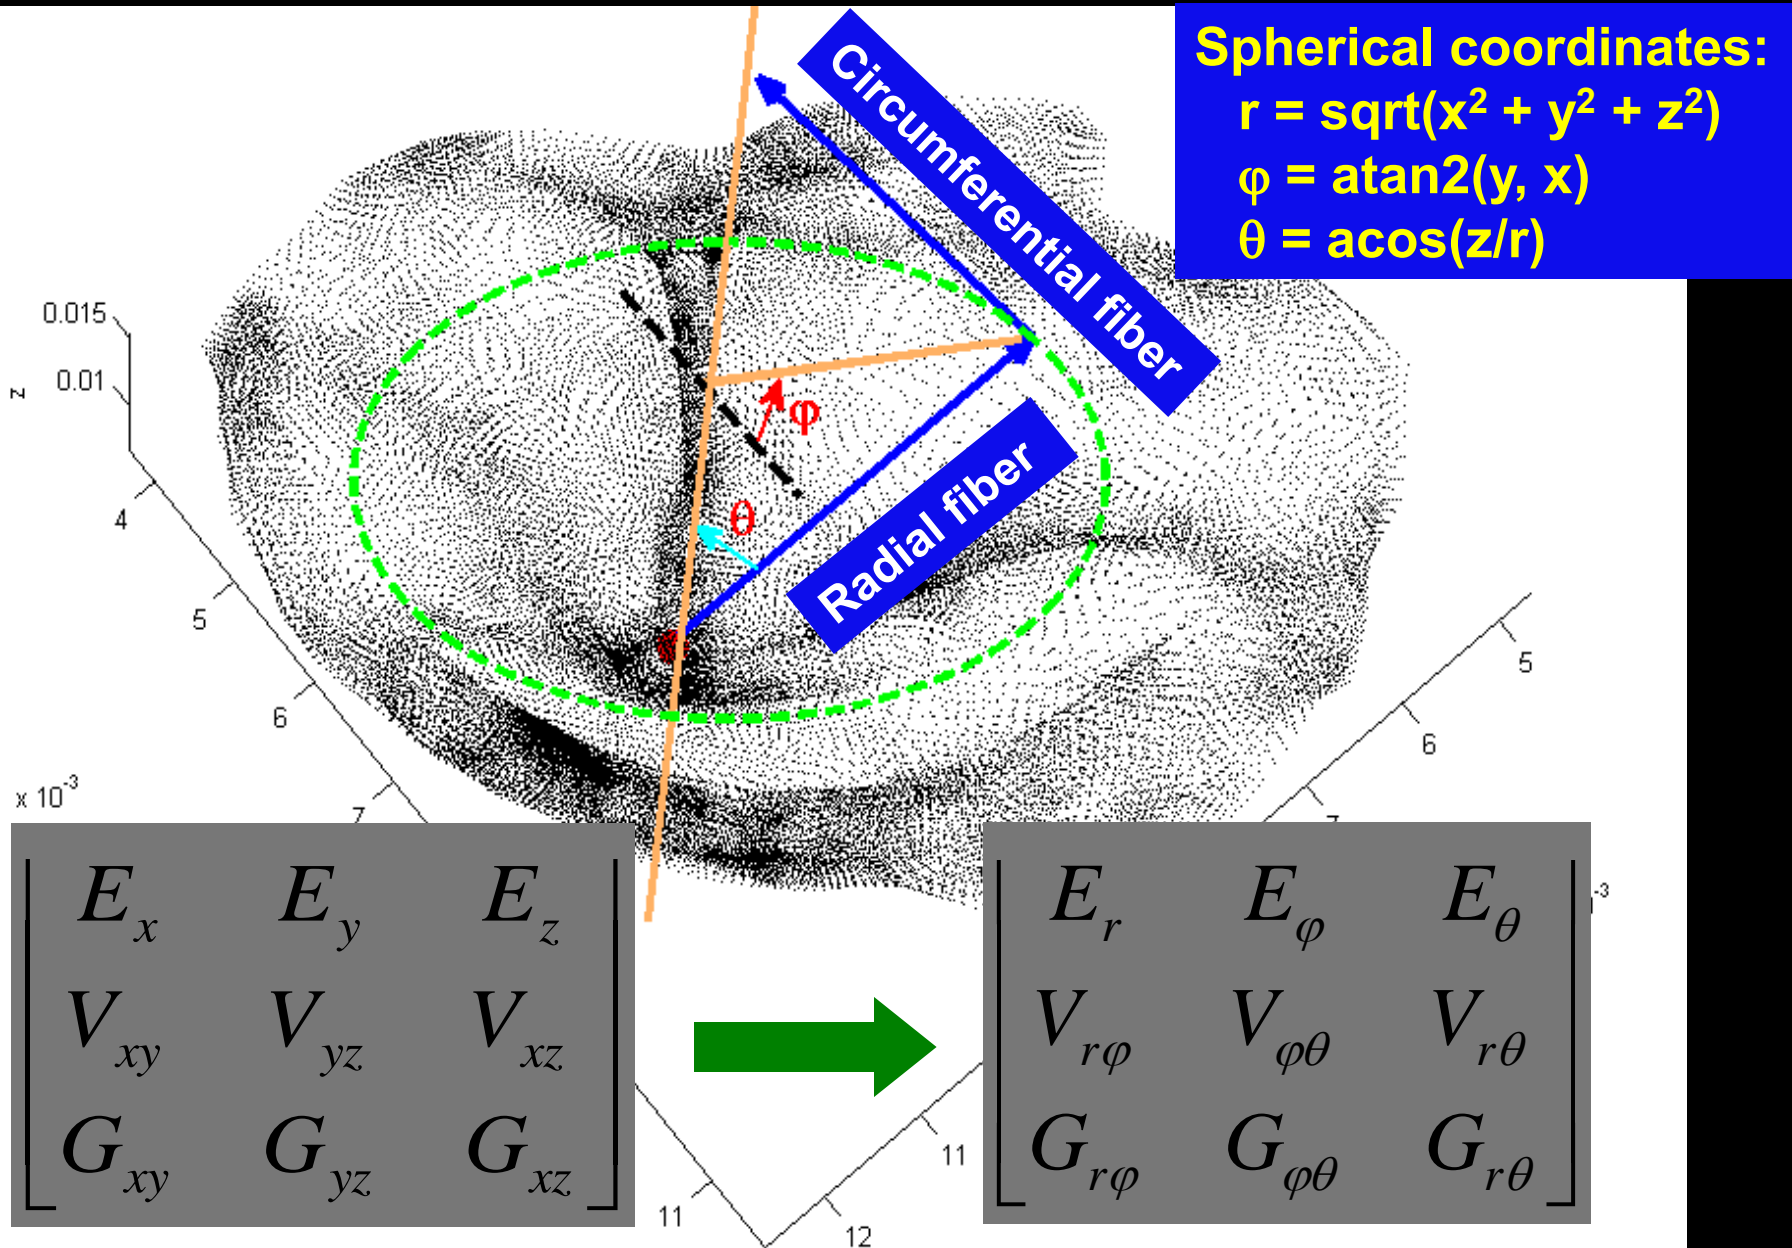 Spherical coordinates:
r = sqrt(x² + y² + z²)
φ = atan2(y, x)
θ = acos(z/r)
Circumferential fiber
0.015
0.01
z
φ
Radial fiber
θ
4
5
6
7
x 10⁻³
5
6
7
-3
E_x E_y E_z
V_xy V_yz V_xz
G_xy G_yz G_xz
E_r E_φ E_θ
V_rφ V_φθ V_rθ
G_rφ G_φθ G_rθ
11
11
12